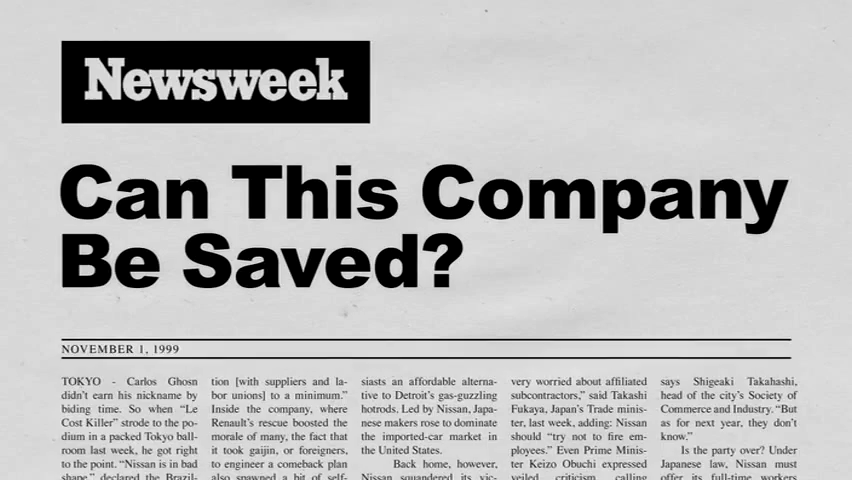 Newsweek
Can This Company
Be Saved?
NOVEMBER 1, 1999
TOKYO - Carlos Ghosn
didn't earn his nickname by
biding time. So when "Le
Cost Killer" strode to the po-
dium in a packed Tokyo ball-
room last week, he got right
to the point. "Nissan is in bad
shape," declared the Brazil-
tion [with suppliers and la-
bor unions] to a minimum."
Inside the company, where
Renault's rescue boosted the
morale of many, the fact that
it took gaijin, or foreigners,
to engineer a comeback plan
also spawned a bit of self-
siasts an affordable alterna-
tive to Detroit's gas-guzzling
hotrods. Led by Nissan, Japa-
nese makers rose to dominate
the imported-car market in
the United States.
Back home, however,
Nissan squandered its vic-
very worried about affiliated
subcontractors," said Takashi
Fukaya, Japan's Trade minis-
ter, last week, adding: Nissan
should "try not to fire em-
ployees." Even Prime Minis-
ter Keizo Obuchi expressed
veiled criticism, calling
says Shigeaki Takahashi,
head of the city's Society of
Commerce and Industry. "But
as for next year, they don't
know."
Is the party over? Under
Japanese law, Nissan must
offer its full-time workers